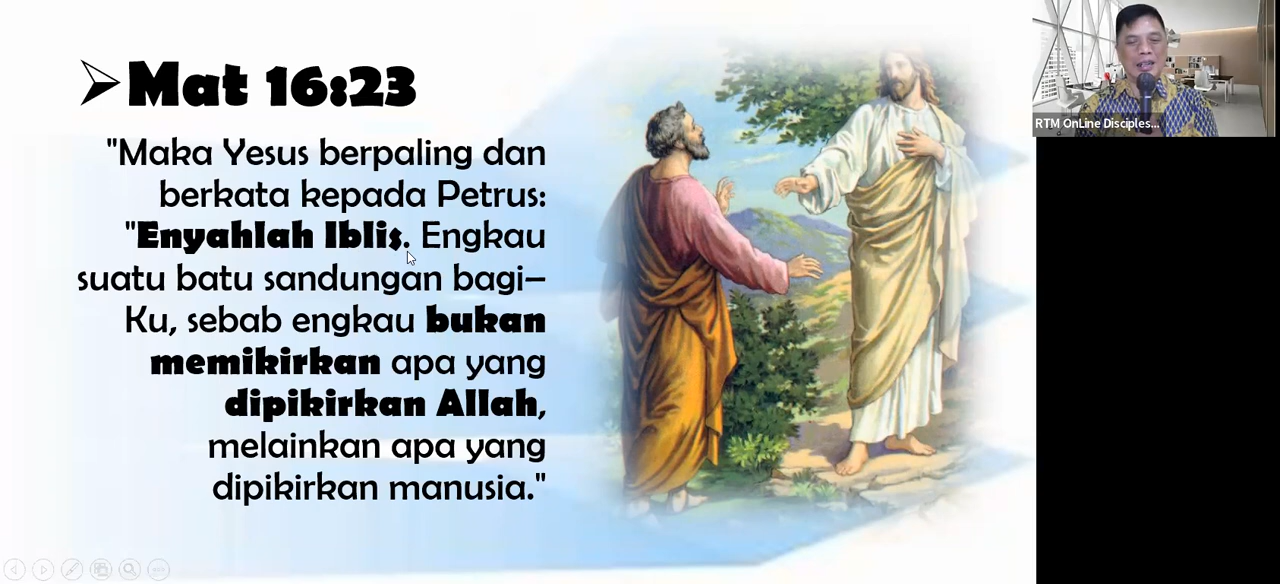 Mat 16:23
"Maka Yesus berpaling dan
berkata kepada Petrus:
"Enyahlah Iblis. Engkau
suatu batu sandungan bagi–
Ku, sebab engkau bukan
memikirkan apa yang
dipikirkan Allah,
melainkan apa yang
dipikirkan manusia."
RTM OnLine Disciples...